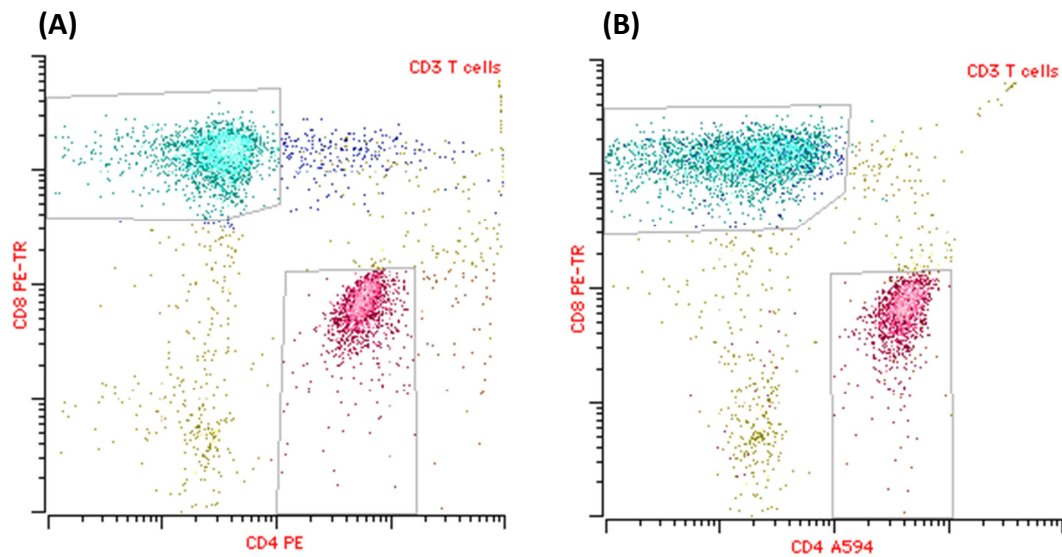 (A)
(B)
CD3 T cells
CD3 T cells
CD8 PE-TR
CD8 PE-TR
CD4 PE
CD4 A594